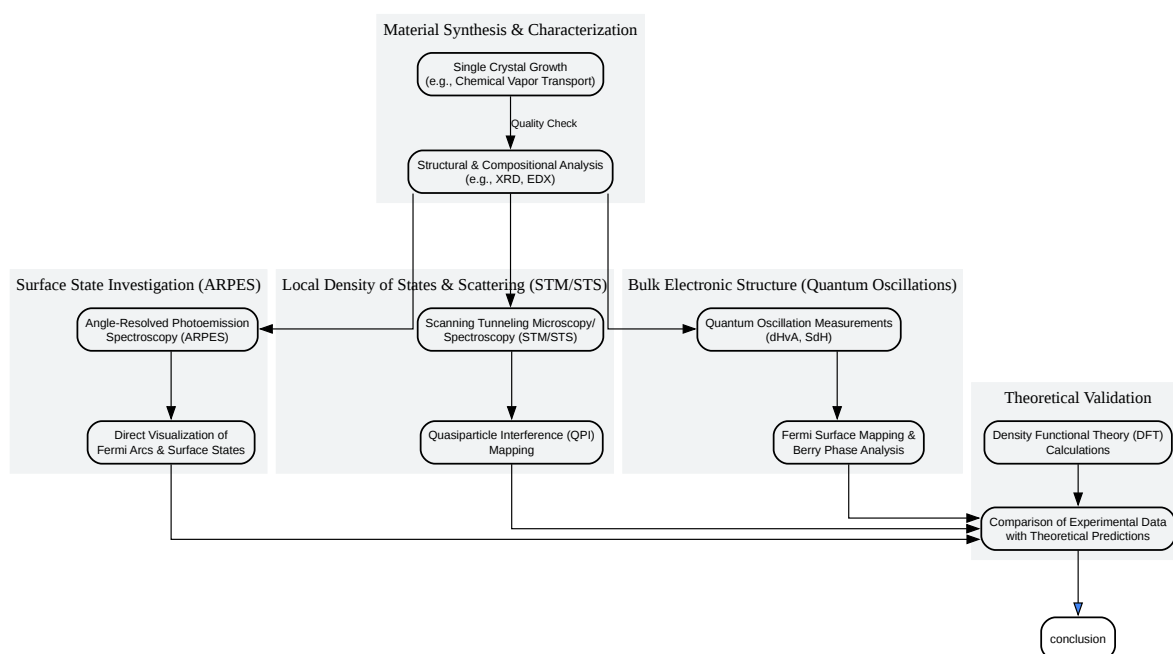 Material Synthesis & Characterization
Single Crystal Growth
(e.g., Chemical Vapor Transport)
Quality Check
Structural & Compositional Analysis
(e.g., XRD, EDX)
Surface State Investigation (ARPES)
Angle-Resolved Photoemission
Spectroscopy (ARPES)
Direct Visualization of
Fermi Arcs & Surface States
Local Density of States & Scattering (STM/STS)
Scanning Tunneling Microscopy/
Spectroscopy (STM/STS)
Quasiparticle Interference (QPI)
Mapping
Bulk Electronic Structure (Quantum Oscillations)
Quantum Oscillation Measurements
(dHvA, SdH)
Fermi Surface Mapping &
Berry Phase Analysis
Theoretical Validation
Density Functional Theory (DFT)
Calculations
Comparison of Experimental Data
with Theoretical Predictions
conclusion